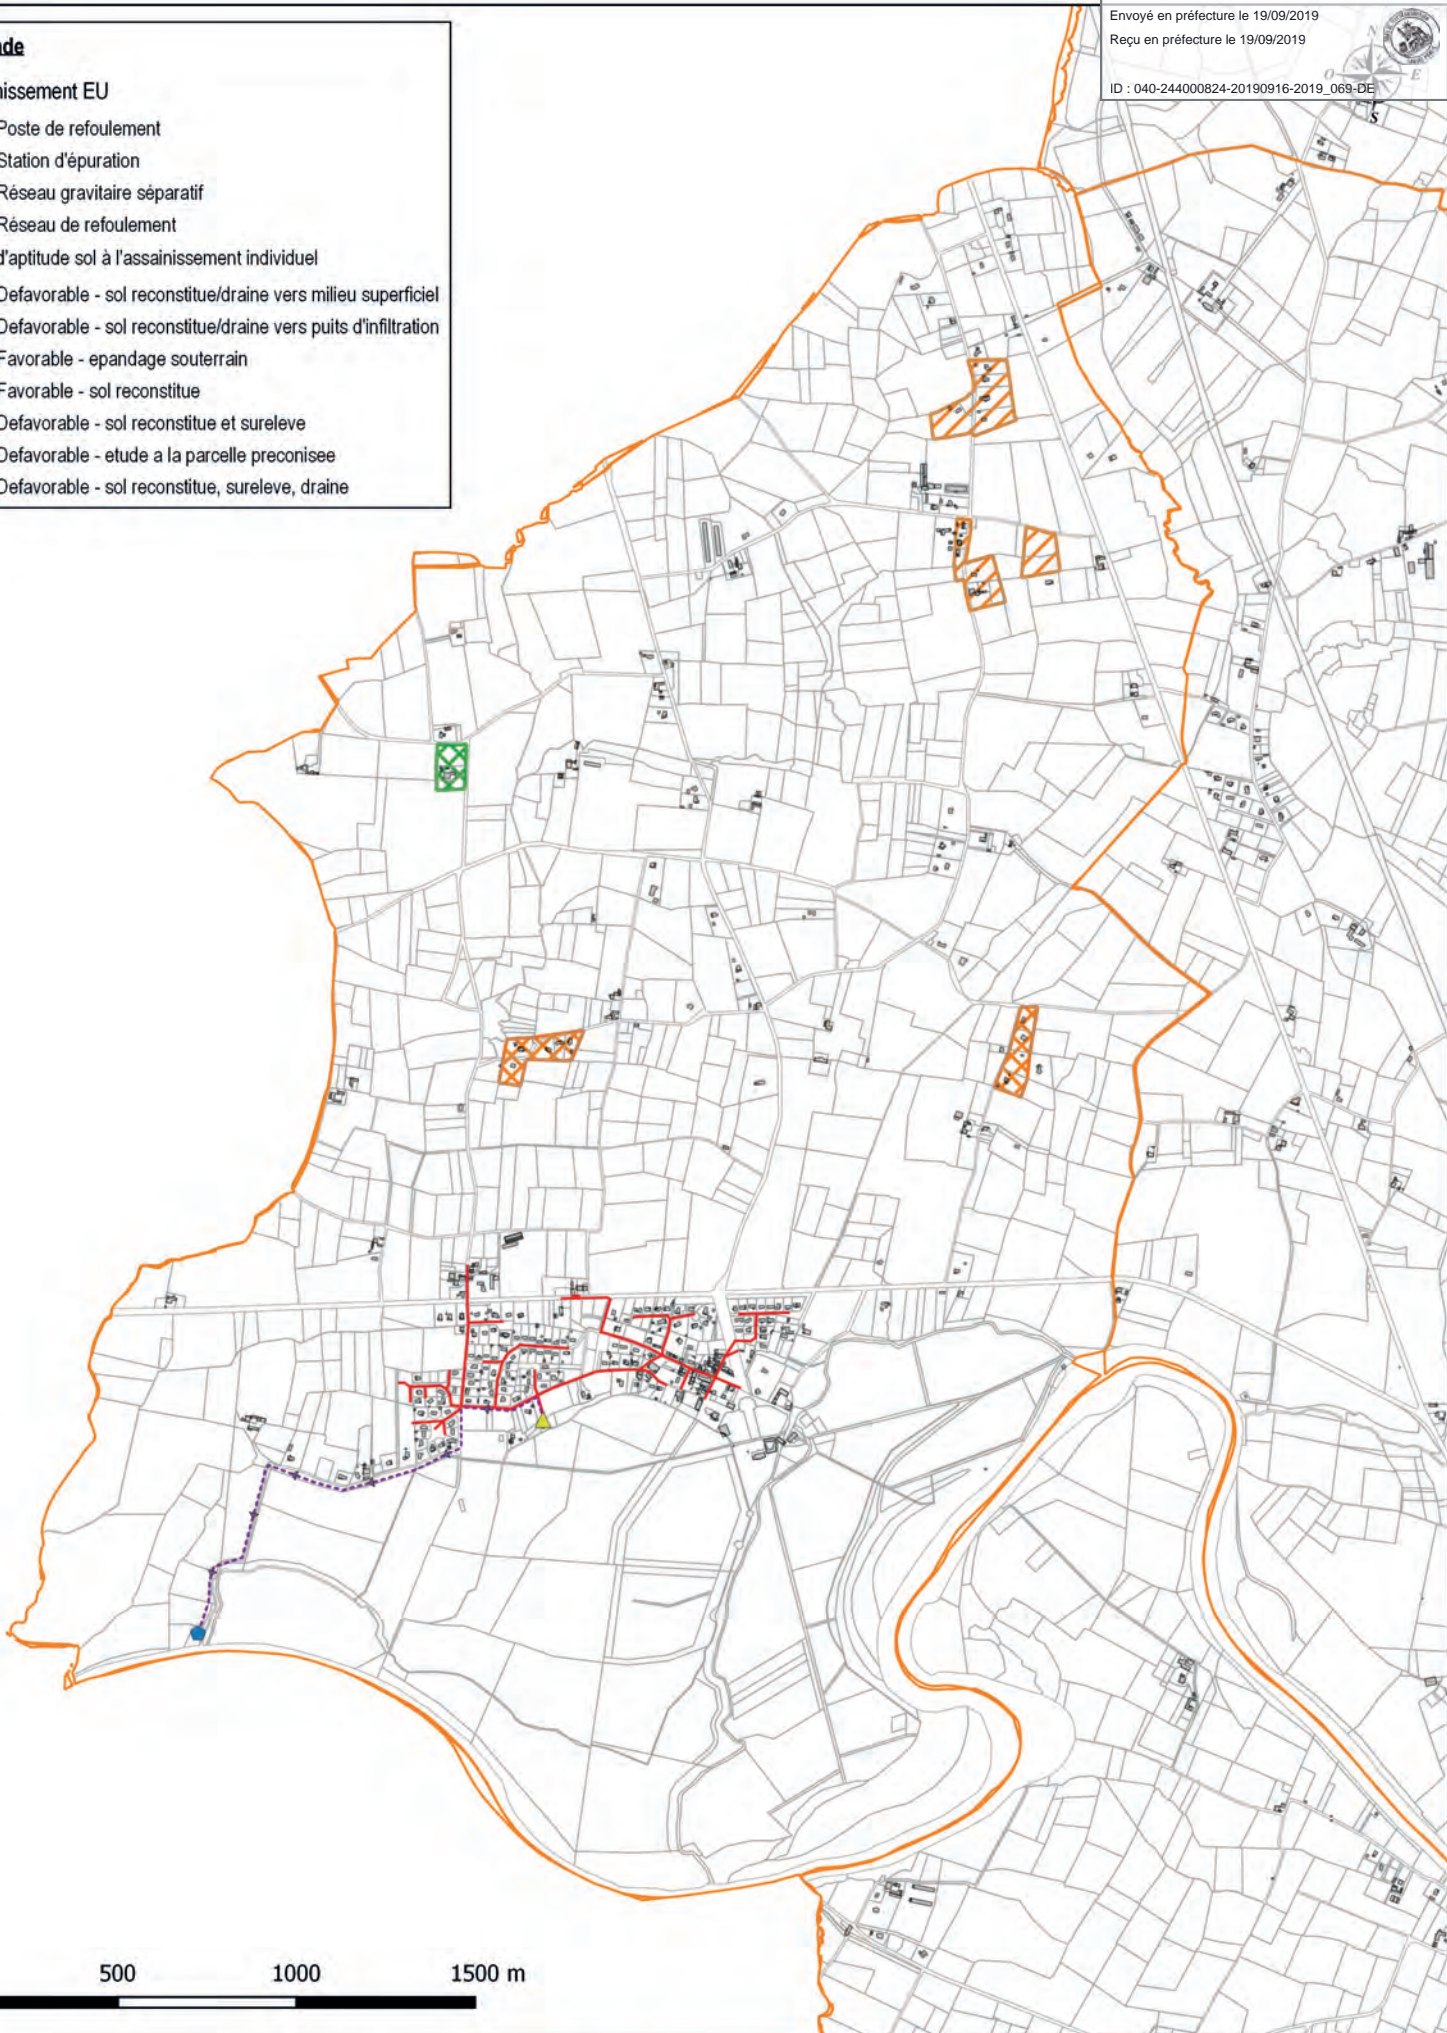 Envoyé en préfecture le 19/09/2019
Reçu en préfecture le 19/09/2019
ID : 040-244000824-20190916-2019_069-DE
N
O
E
S
de
issement EU
Poste de refoulement
Station d'épuration
Réseau gravitaire séparatif
Réseau de refoulement
d'aptitude sol à l'assainissement individuel
Defavorable - sol reconstitue/draine vers milieu superficiel
Defavorable - sol reconstitue/draine vers puits d'infiltration
Favorable - epandage souterrain
Favorable - sol reconstitue
Defavorable - sol reconstitue et sureleve
Defavorable - etude a la parcelle preconisee
Defavorable - sol reconstitue, sureleve, draine
500 1000 1500 m